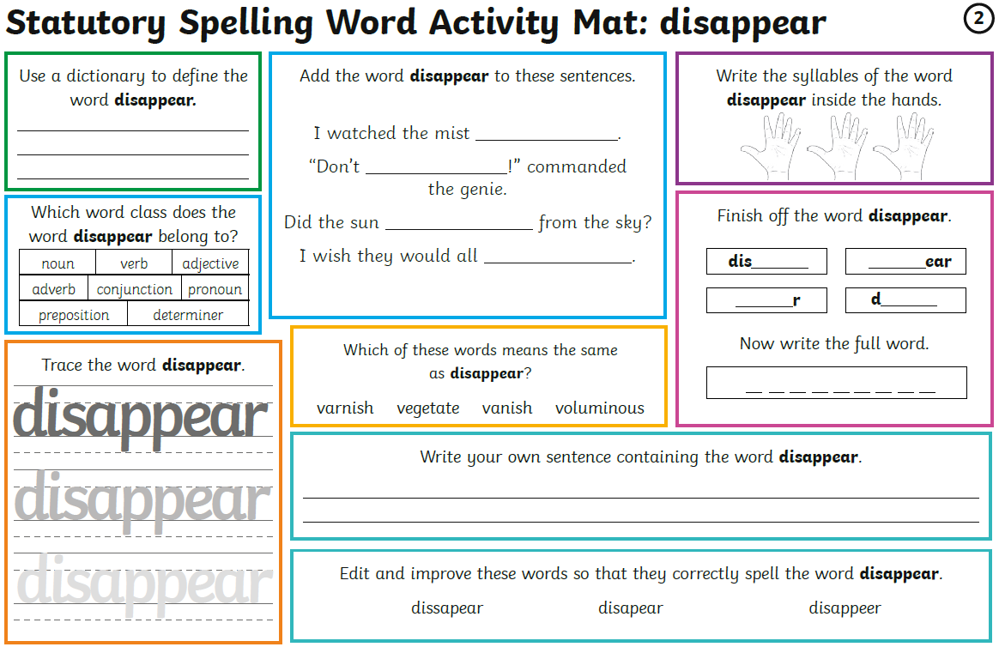 Statutory Spelling Word Activity Mat: disappear
2
Use a dictionary to define the
word disappear.
Add the word disappear to these sentences.
I watched the mist _______________.
“Don’t _______________!” commanded
the genie.
Did the sun _______________ from the sky?
I wish they would all _______________.
Write the syllables of the word
disappear inside the hands.
Which word class does the
word disappear belong to?
noun verb adjective
adverb conjunction pronoun
preposition determiner
Finish off the word disappear.
dis______ ______ear
______r d______
Now write the full word.
_ _ _ _ _ _ _ _ _
Trace the word disappear.
disappear
disappear
disappear
Which of these words means the same
as disappear?
varnish vegetate vanish voluminous
Write your own sentence containing the word disappear.
Edit and improve these words so that they correctly spell the word disappear.
dissapear disapear disappeer